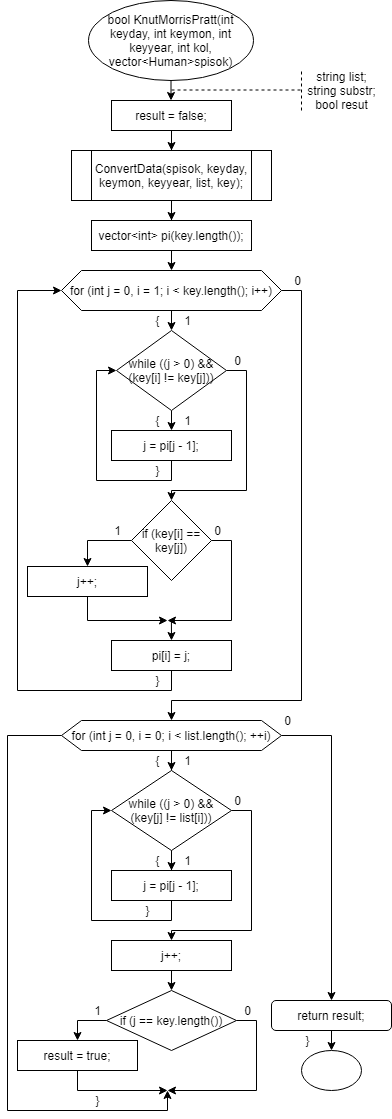 bool KnutMorrisPratt(int
keyday, int keymon, int
keyyear, int kol,
vector<Human>spisok)
string list;
string substr;
bool resut
result = false;
ConvertData(spisok, keyday,
keymon, keyyear, list, key);
vector<int> pi(key.length());
for (int j = 0, i = 1; i < key.length(); i++)
0
{ 1
while ((j > 0) &&
(key[i] != key[j]))
0
{ 1
j = pi[j - 1];
}
1
if (key[i] ==
key[j])
0
j++;
pi[i] = j;
}
for (int j = 0, i = 0; i < list.length(); ++i)
0
{ 1
while ((j > 0) &&
(key[j] != list[i]))
0
{ 1
j = pi[j - 1];
}
j++;
1
if (j == key.length())
0
result = true;
}
return result;
}